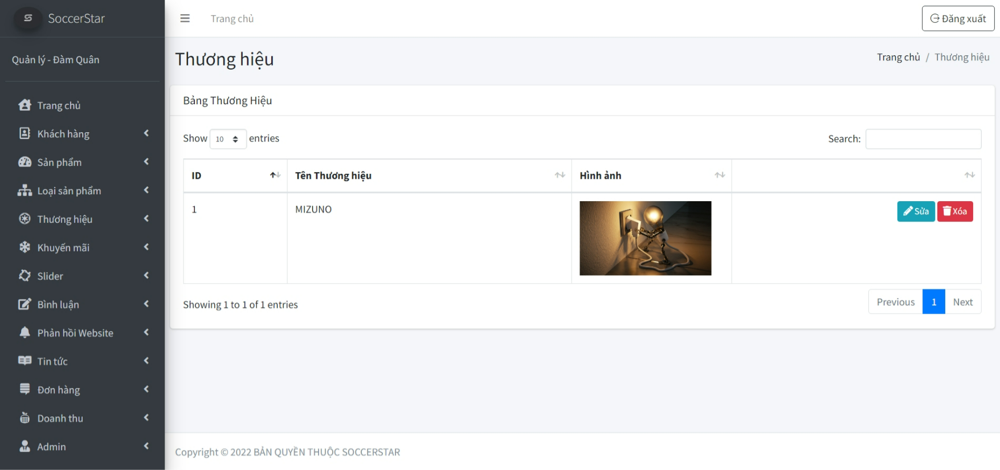 SoccerStar
Trang chủ
Đăng xuất
Quản lý - Đàm Quân
Thương hiệu
Trang chủ / Thương hiệu
Trang chủ
Khách hàng
Sản phẩm
Loại sản phẩm
Thương hiệu
Khuyến mãi
Slider
Bình luận
Phản hồi Website
Tin tức
Đơn hàng
Doanh thu
Admin
Bảng Thương Hiệu
Show 10 entries
Search:
ID Tên Thương hiệu Hình ảnh
1 MIZUNO Sửa Xóa
Showing 1 to 1 of 1 entries
Previous 1 Next
Copyright © 2022 BẢN QUYỀN THUỘC SOCCERSTAR